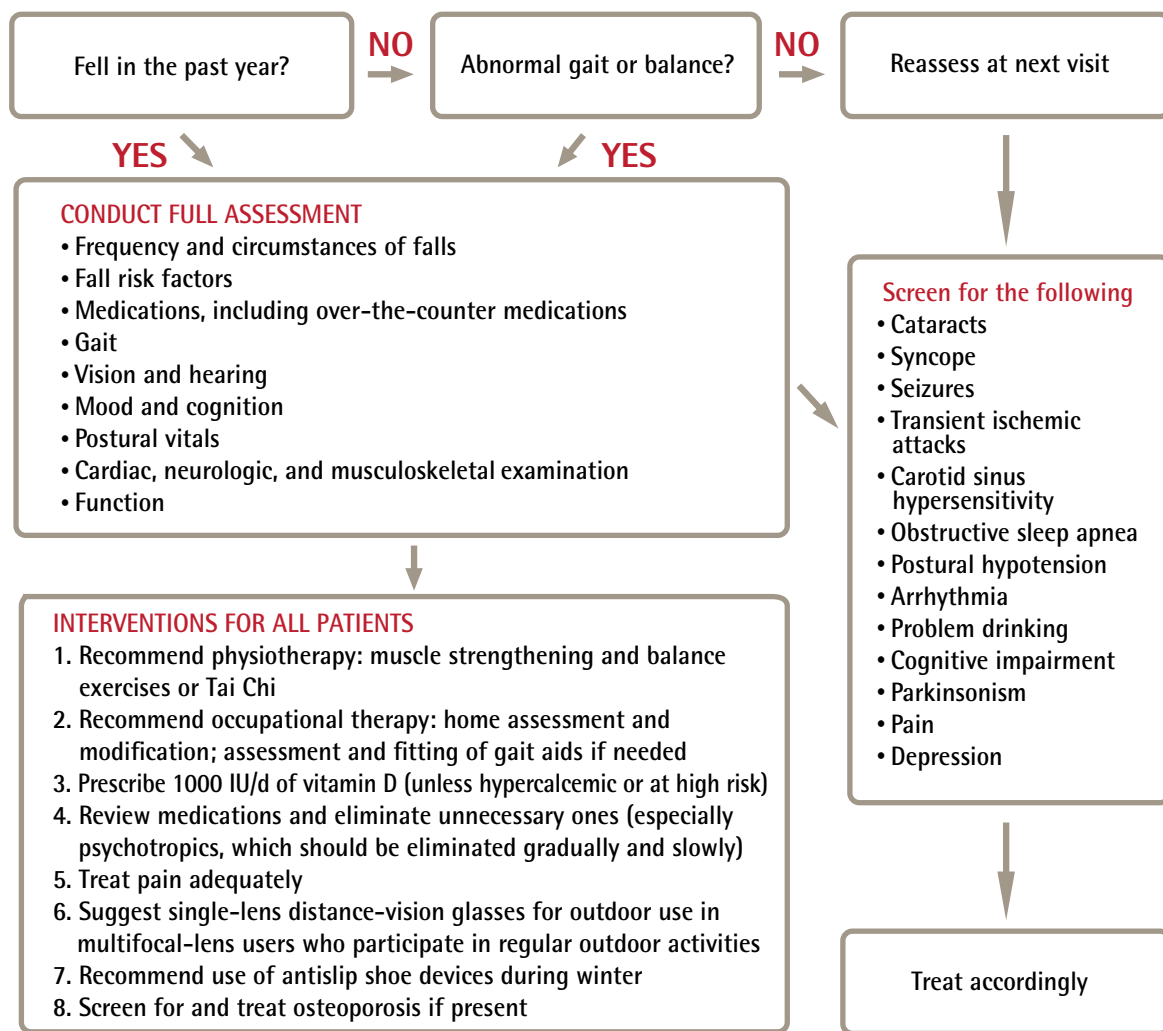 Fell in the past year?
NO
Abnormal gait or balance?
NO
Reassess at next visit
YES
YES
CONDUCT FULL ASSESSMENT
• Frequency and circumstances of falls
• Fall risk factors
• Medications, including over-the-counter medications
• Gait
• Vision and hearing
• Mood and cognition
• Postural vitals
• Cardiac, neurologic, and musculoskeletal examination
• Function
INTERVENTIONS FOR ALL PATIENTS
1. Recommend physiotherapy: muscle strengthening and balance
exercises or Tai Chi
2. Recommend occupational therapy: home assessment and
modification; assessment and fitting of gait aids if needed
3. Prescribe 1000 IU/d of vitamin D (unless hypercalcemic or at high risk)
4. Review medications and eliminate unnecessary ones (especially
psychotropics, which should be eliminated gradually and slowly)
5. Treat pain adequately
6. Suggest single-lens distance-vision glasses for outdoor use in
multifocal-lens users who participate in regular outdoor activities
7. Recommend use of antislip shoe devices during winter
8. Screen for and treat osteoporosis if present
Screen for the following
• Cataracts
• Syncope
• Seizures
• Transient ischemic
attacks
• Carotid sinus
hypersensitivity
• Obstructive sleep apnea
• Postural hypotension
• Arrhythmia
• Problem drinking
• Cognitive impairment
• Parkinsonism
• Pain
• Depression
Treat accordingly